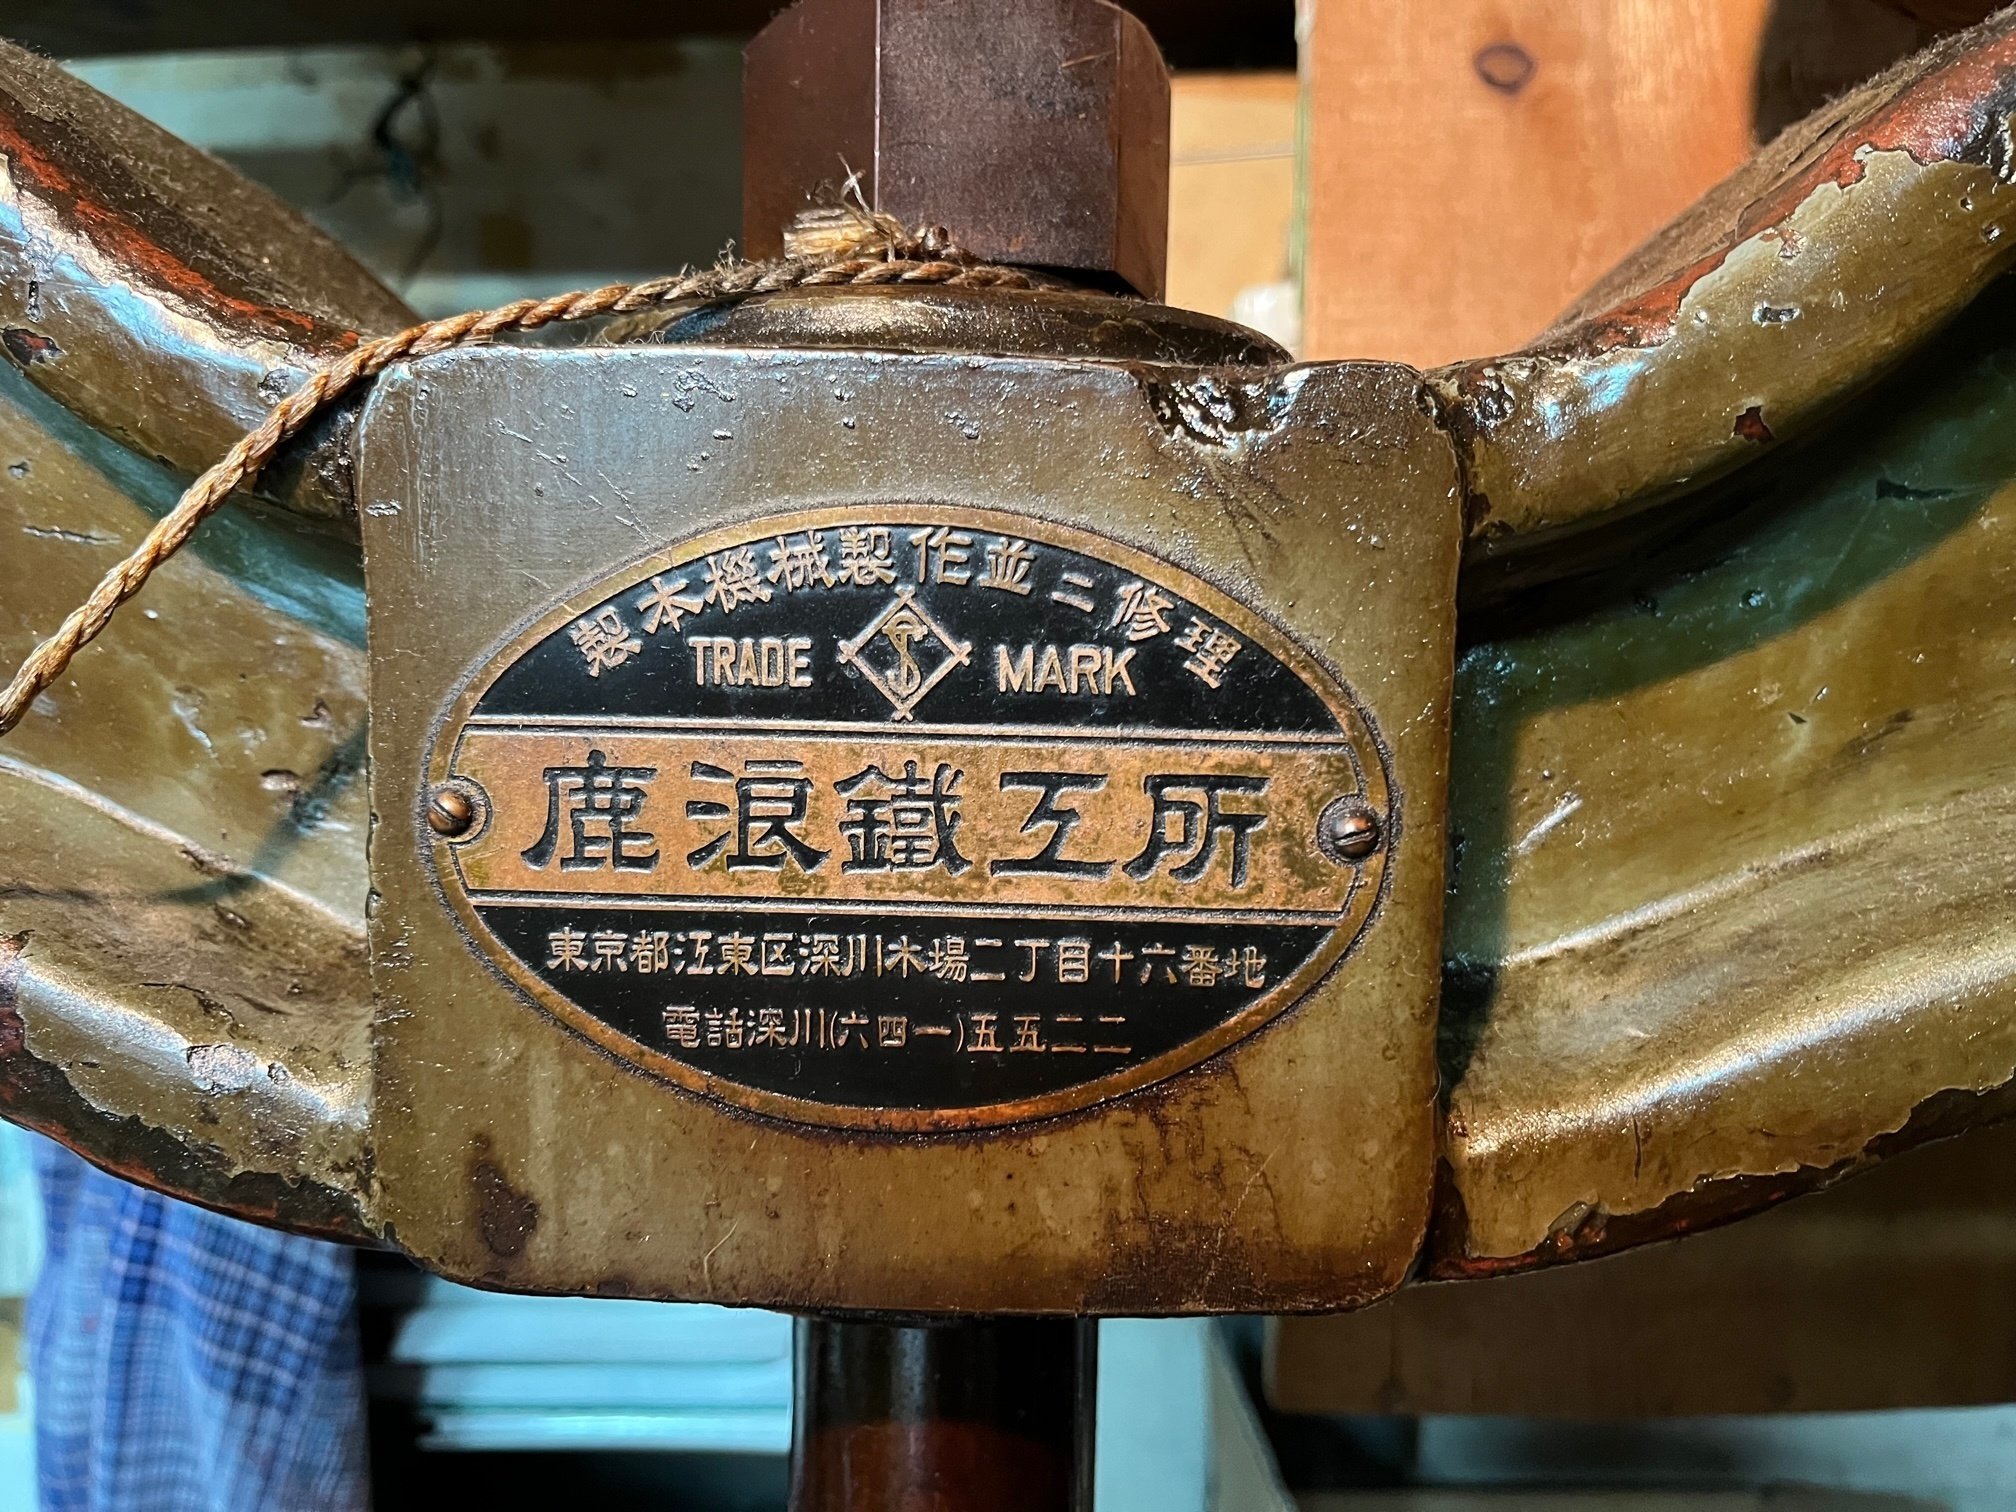 製本機械製作並ニ修理
TRADE MARK
鹿浪鐵工所
東京都江東区深川木場二丁目十六番地
電話深川(六四一)五五二二